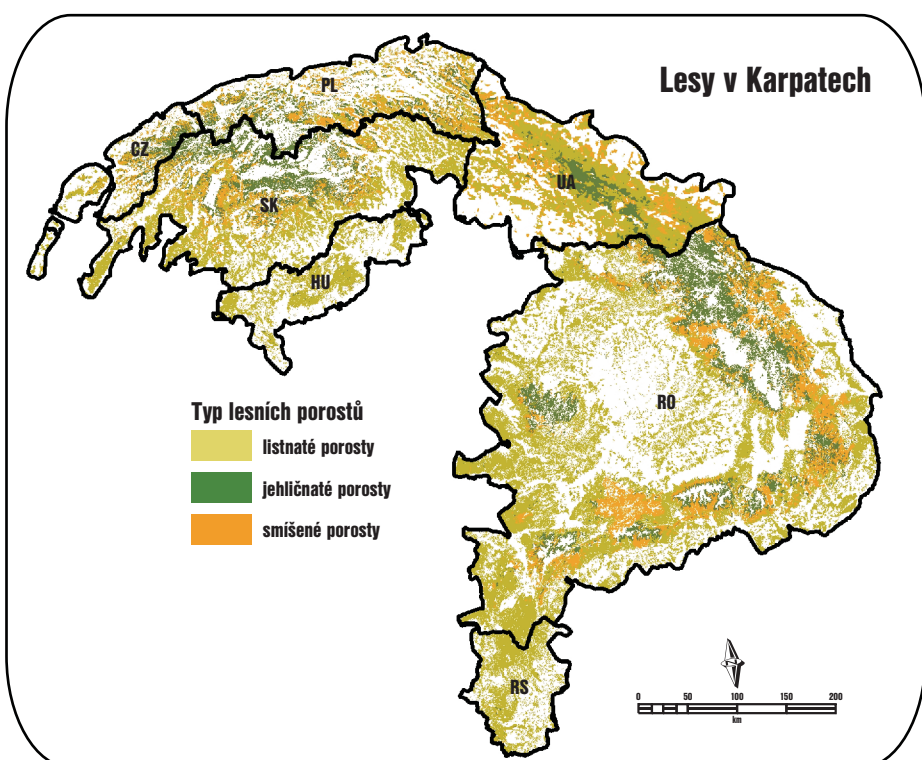 Lesy v Karpatech
PL
CZ
UA
SK
HU
RO
Typ lesních porostů
listnaté porosty
jehličnaté porosty
smíšené porosty
RS
0 50 100 150 200
km